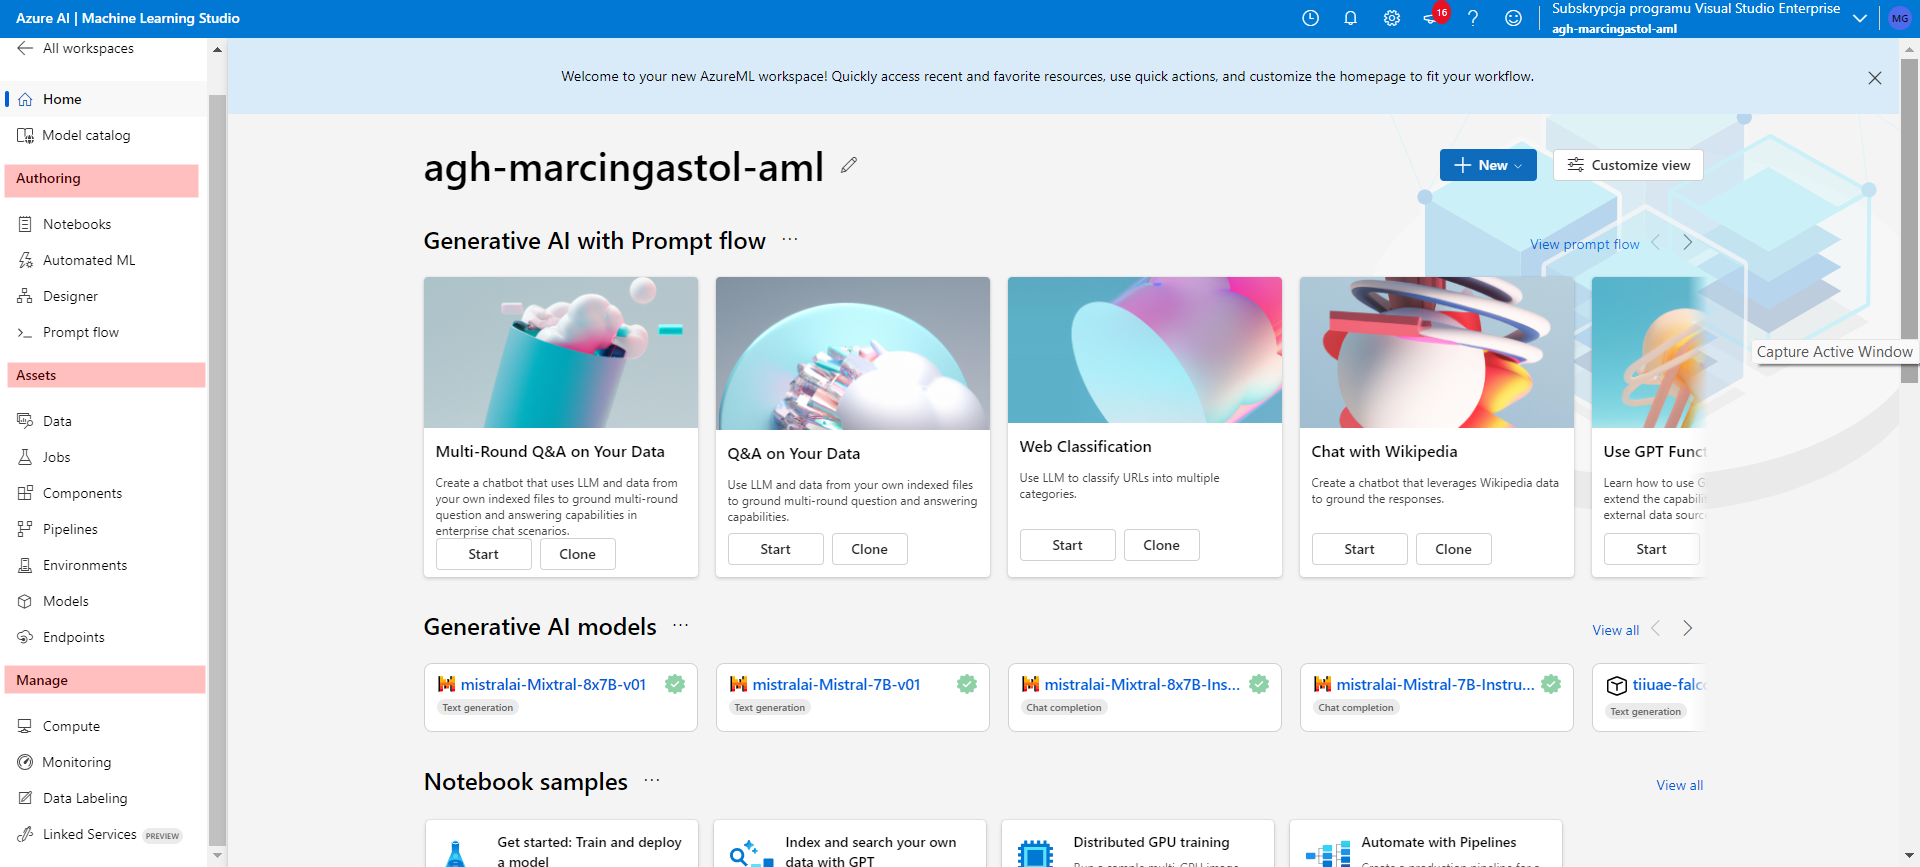 Azure AI | Machine Learning Studio
16
Subskrypcja programu Visual Studio Enterprise
agh-marcingastol-aml
MG
All workspaces
Home
Model catalog
Authoring
Notebooks
Automated ML
Designer
Prompt flow
Assets
Data
Jobs
Components
Pipelines
Environments
Models
Endpoints
Manage
Compute
Monitoring
Data Labeling
Linked Services PREVIEW
Welcome to your new AzureML workspace! Quickly access recent and favorite resources, use quick actions, and customize the homepage to fit your workflow.
agh-marcingastol-aml
New
Customize view
Generative AI with Prompt flow ...
View prompt flow
Capture Active Window
Multi-Round Q&A on Your Data
Create a chatbot that uses LLM and data from
your own indexed files to ground multi-round
question and answering capabilities in
enterprise chat scenarios.
Start Clone
Q&A on Your Data
Use LLM and data from your own indexed files
to ground multi-round question and answering
capabilities.
Start Clone
Web Classification
Use LLM to classify URLs into multiple
categories.
Start Clone
Chat with Wikipedia
Create a chatbot that leverages Wikipedia data
to ground the responses.
Start Clone
Use GPT Funct
Learn how to use G
extend the capabili
external data sourc
Start
Generative AI models ...
View all
mistralai-Mixtral-8x7B-v01
Text generation
mistralai-Mistral-7B-v01
Text generation
mistralai-Mixtral-8x7B-Ins...
Chat completion
mistralai-Mistral-7B-Instru...
Chat completion
tiiuae-falc
Text generation
Notebook samples ...
View all
Get started: Train and deploy
a model
Index and search your own
data with GPT
Distributed GPU training
Run a sample multi-GPU image
Automate with Pipelines
Create a production pipeline for a